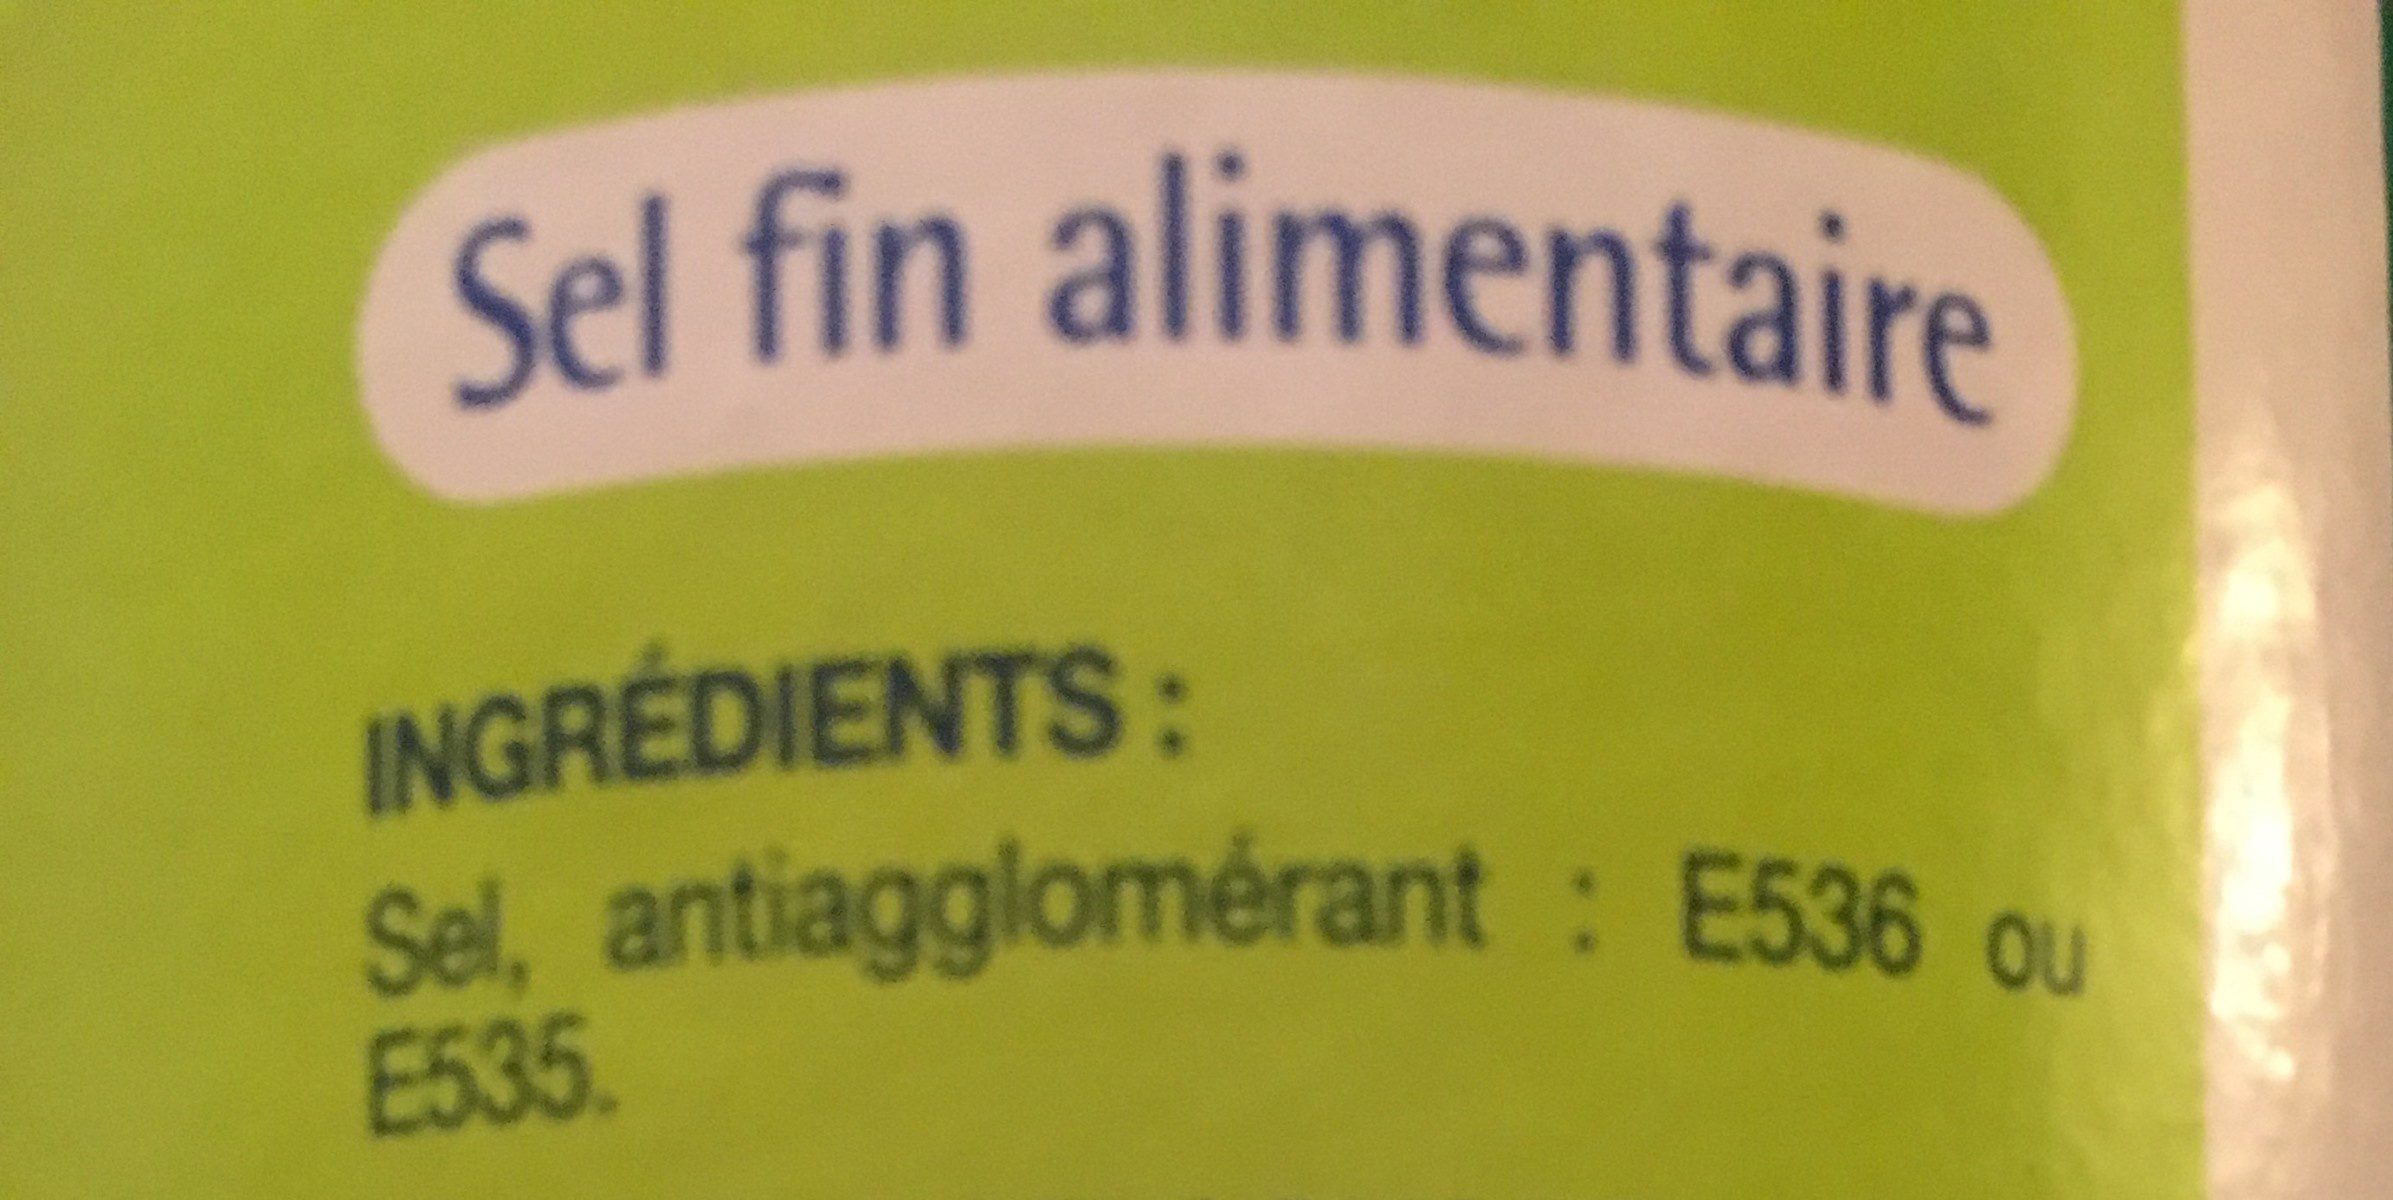 Sel fin alimentaire
INGRÉDIENTS :
Sel, antiagglomérant : E536 ou
E535.